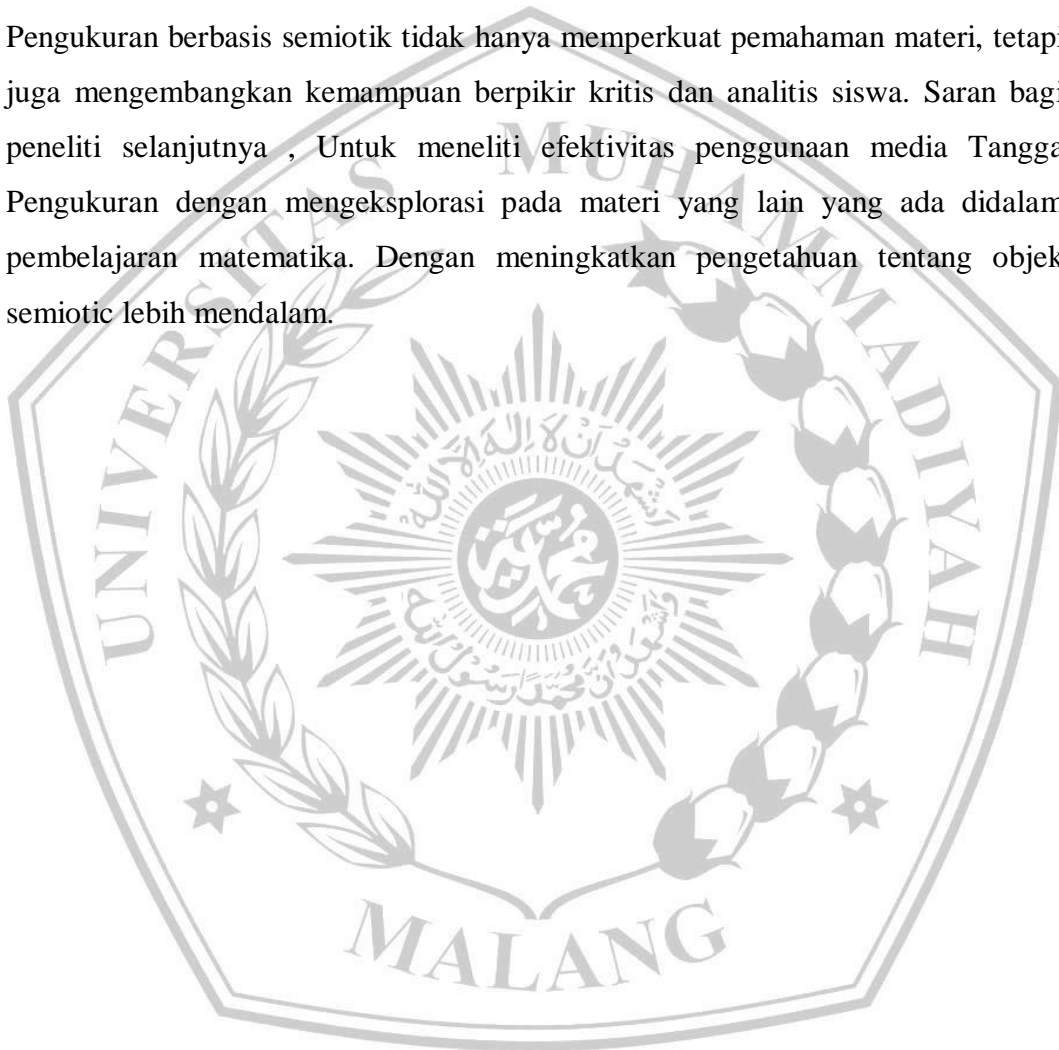 Pengukuran berbasis semiotik tidak hanya memperkuat pemahaman materi, tetapi
juga mengembangkan kemampuan berpikir kritis dan analitis siswa. Saran bagi
peneliti selanjutnya , Untuk meneliti efektivitas penggunaan media Tangga
Pengukuran dengan mengeksplorasi pada materi yang lain yang ada didalam
pembelajaran matematika. Dengan meningkatkan pengetahuan tentang objek
semiotic lebih mendalam.
UNIVERSITAS MUHAMMADIYAH
MALANG